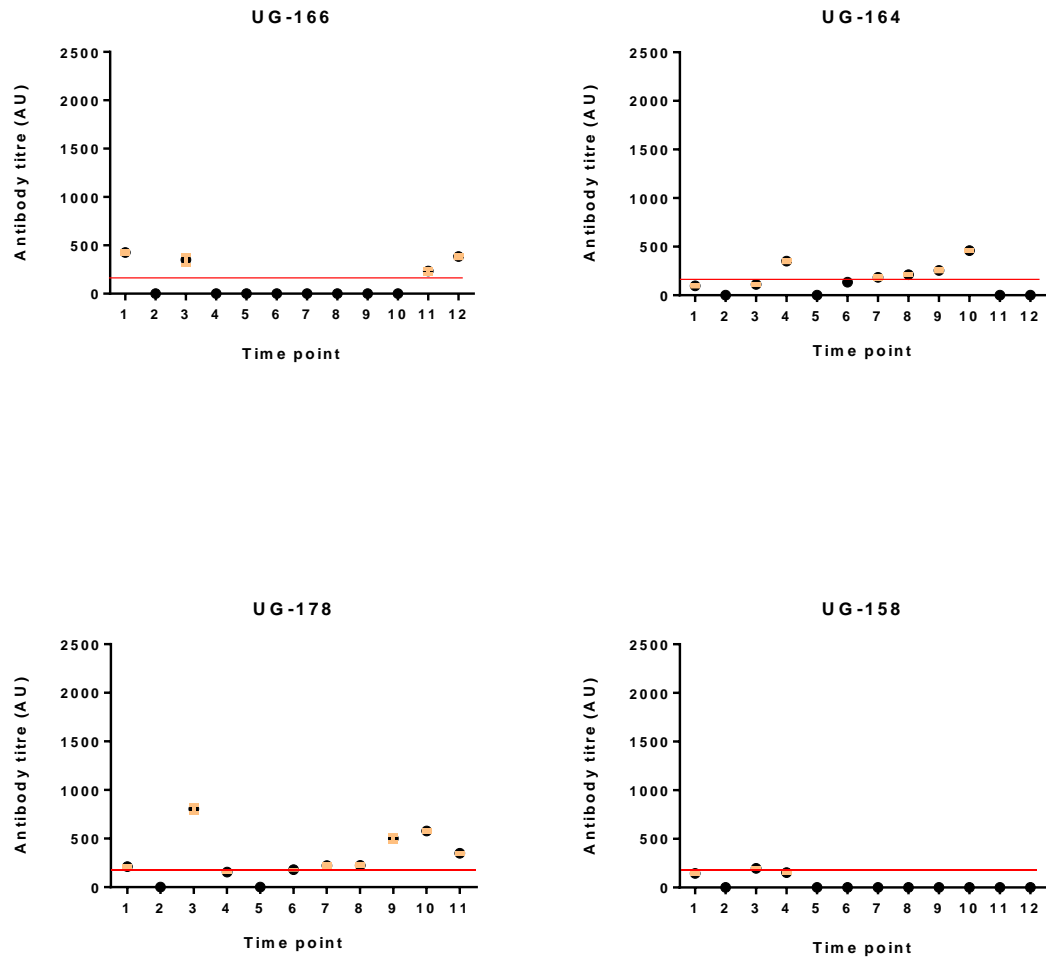 UG-166
2500
2000
1500
1000
500
0
Antibody titre (AU)
1 2 3 4 5 6 7 8 9 10 11 12
Time point
UG-164
2500
2000
1500
1000
500
0
Antibody titre (AU)
1 2 3 4 5 6 7 8 9 10 11 12
Time point
UG-178
2500
2000
1500
1000
500
0
Antibody titre (AU)
1 2 3 4 5 6 7 8 9 10 11
Time point
UG-158
2500
2000
1500
1000
500
0
Antibody titre (AU)
1 2 3 4 5 6 7 8 9 10 11 12
Time point